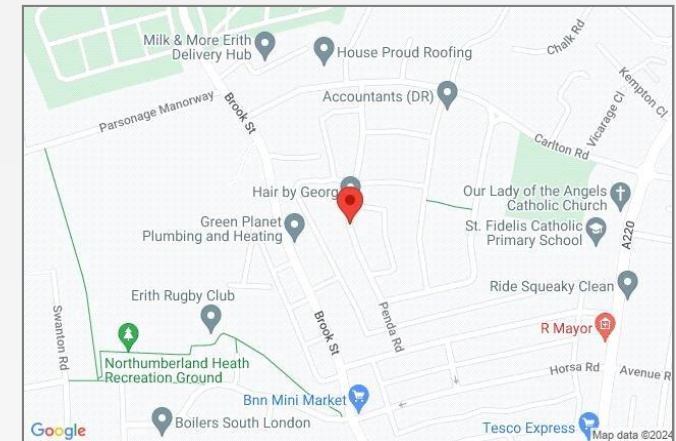 Milk & More Erith
Delivery Hub
House Proud Roofing
Chalk Rd
Kempton Cl
Accountants (DR)
Parsonage Manorway
Brook St
Vicarage Cl
Carlton Rd
Hair by Georg
Our Lady of the Angels
Catholic Church
Green Planet
Plumbing and Heating
St. Fidelis Catholic
Primary School
A220
Ride Squeaky Clean
Erith Rugby Club
Swanton Rd
Penda Rd
Brook St
R Mayor
Northumberland Heath
Recreation Ground
Horsa Rd
Avenue R
Bnn Mini Market
Boilers South London
Tesco Express
Google
Map data ©2024